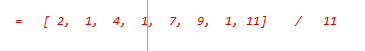 = [ 2, 1, 4, 1, 7, 9, 1, 11] / 11